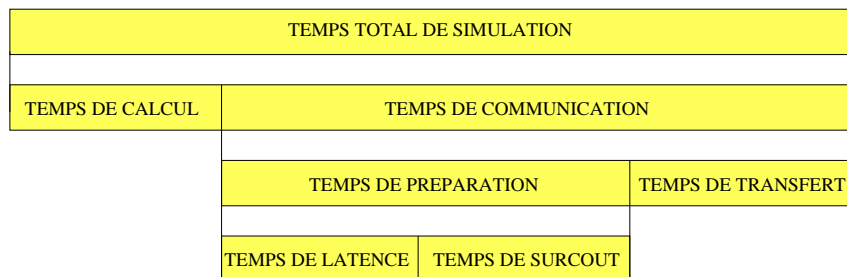 TEMPS TOTAL DE SIMULATION
TEMPS DE CALCUL
TEMPS DE COMMUNICATION
TEMPS DE PREPARATION
TEMPS DE TRANSFERT
TEMPS DE LATENCE
TEMPS DE SURCOUT